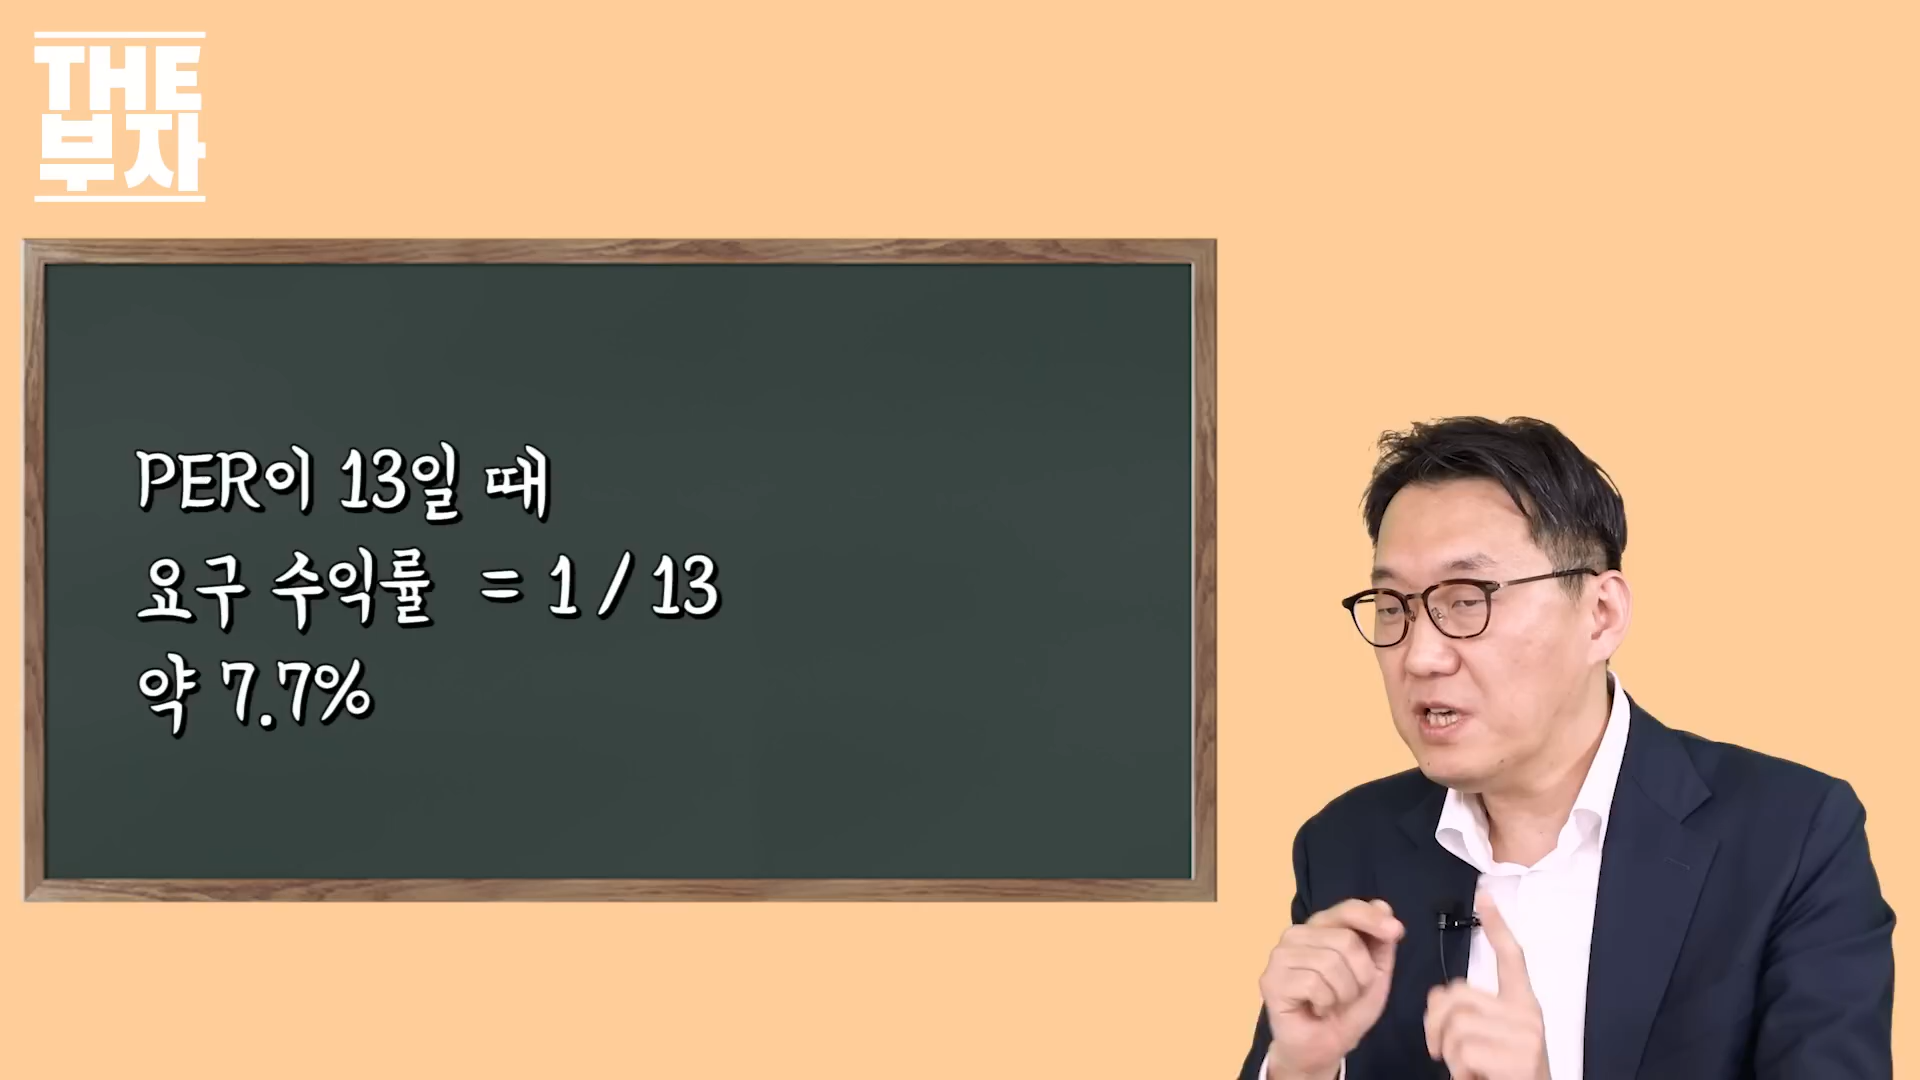 THE
부자
PER이 13일 때
요구 수익률 = 1 / 13
약 7.7%